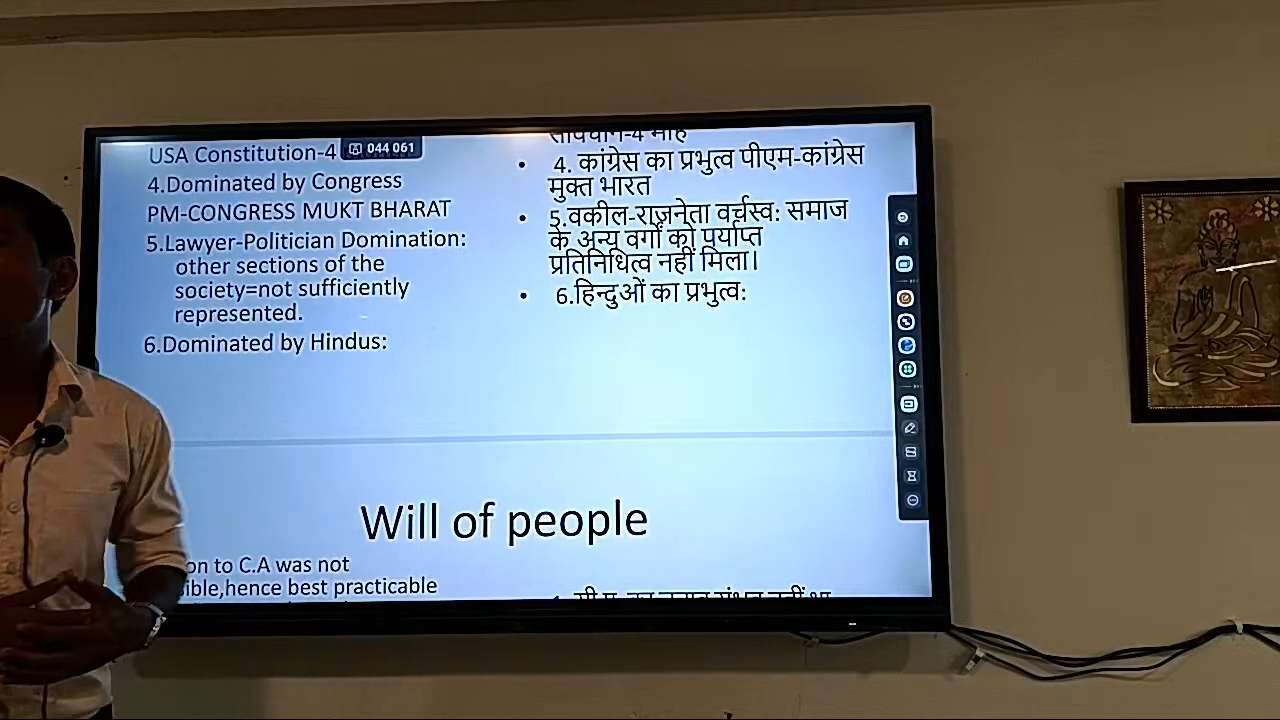 USA Constitution-4
044 061
4.Dominated by Congress
PM-CONGRESS MUKT BHARAT
5.Lawyer-Politician Domination:
other sections of the
society=not sufficiently
represented.
6.Dominated by Hindus:
• 4. कांग्रेस का प्रभुत्व पीएम-कांग्रेस
मुक्त भारत
• 5.वकील-राजनेता वर्चस्व: समाज
के अन्य वर्गों को पर्याप्त
प्रतिनिधित्व नहीं मिला।
• 6.हिन्दुओं का प्रभुत्व:
Will of people
to C.A was not
hence best practicable